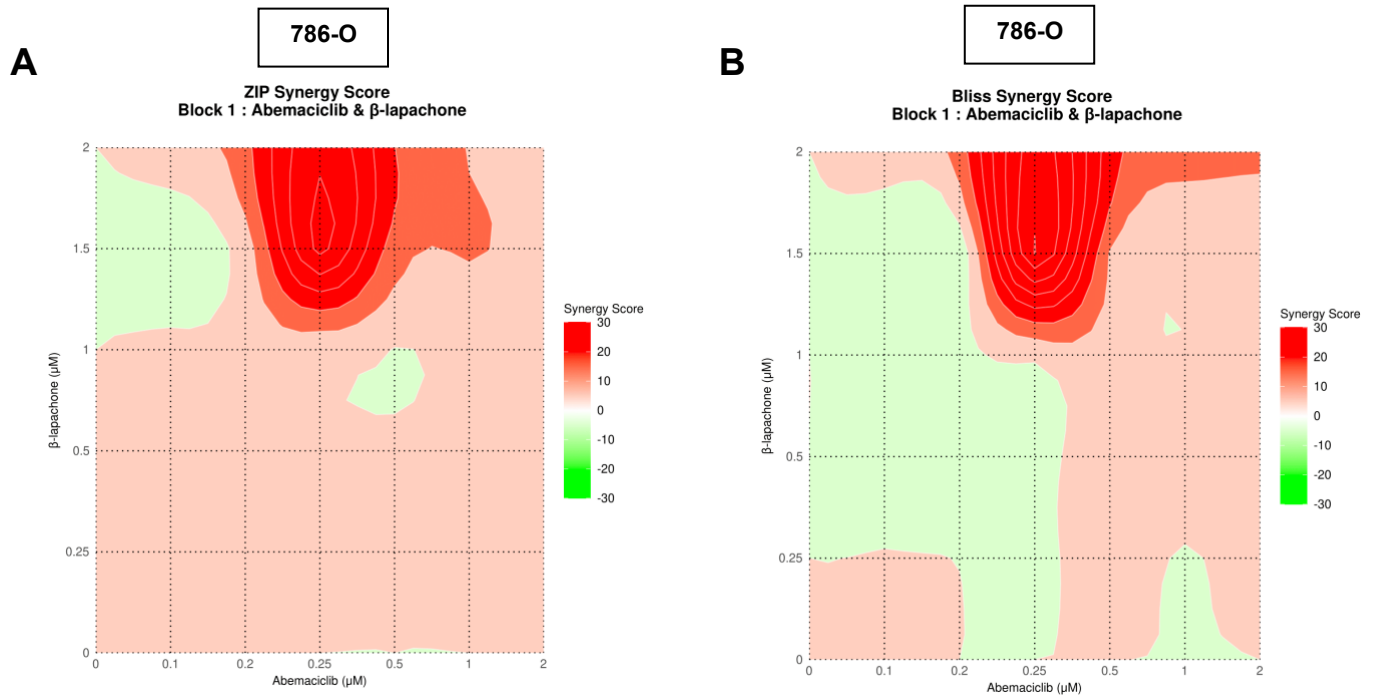 A
786-O
ZIP Synergy Score
Block 1 : Abemaciclib & β-lapachone
2
1.5
1
0.5
0.25
0
β-lapachone (µM)
0 0.1 0.2 0.25 0.5 1 2
Abemaciclib (µM)
Synergy Score
30
20
10
0
-10
-20
-30
B
786-O
Bliss Synergy Score
Block 1 : Abemaciclib & β-lapachone
2
1.5
1
0.5
0.25
0
β-lapachone (µM)
0 0.1 0.2 0.25 0.5 1 2
Abemaciclib (µM)
Synergy Score
30
20
10
0
-10
-20
-30